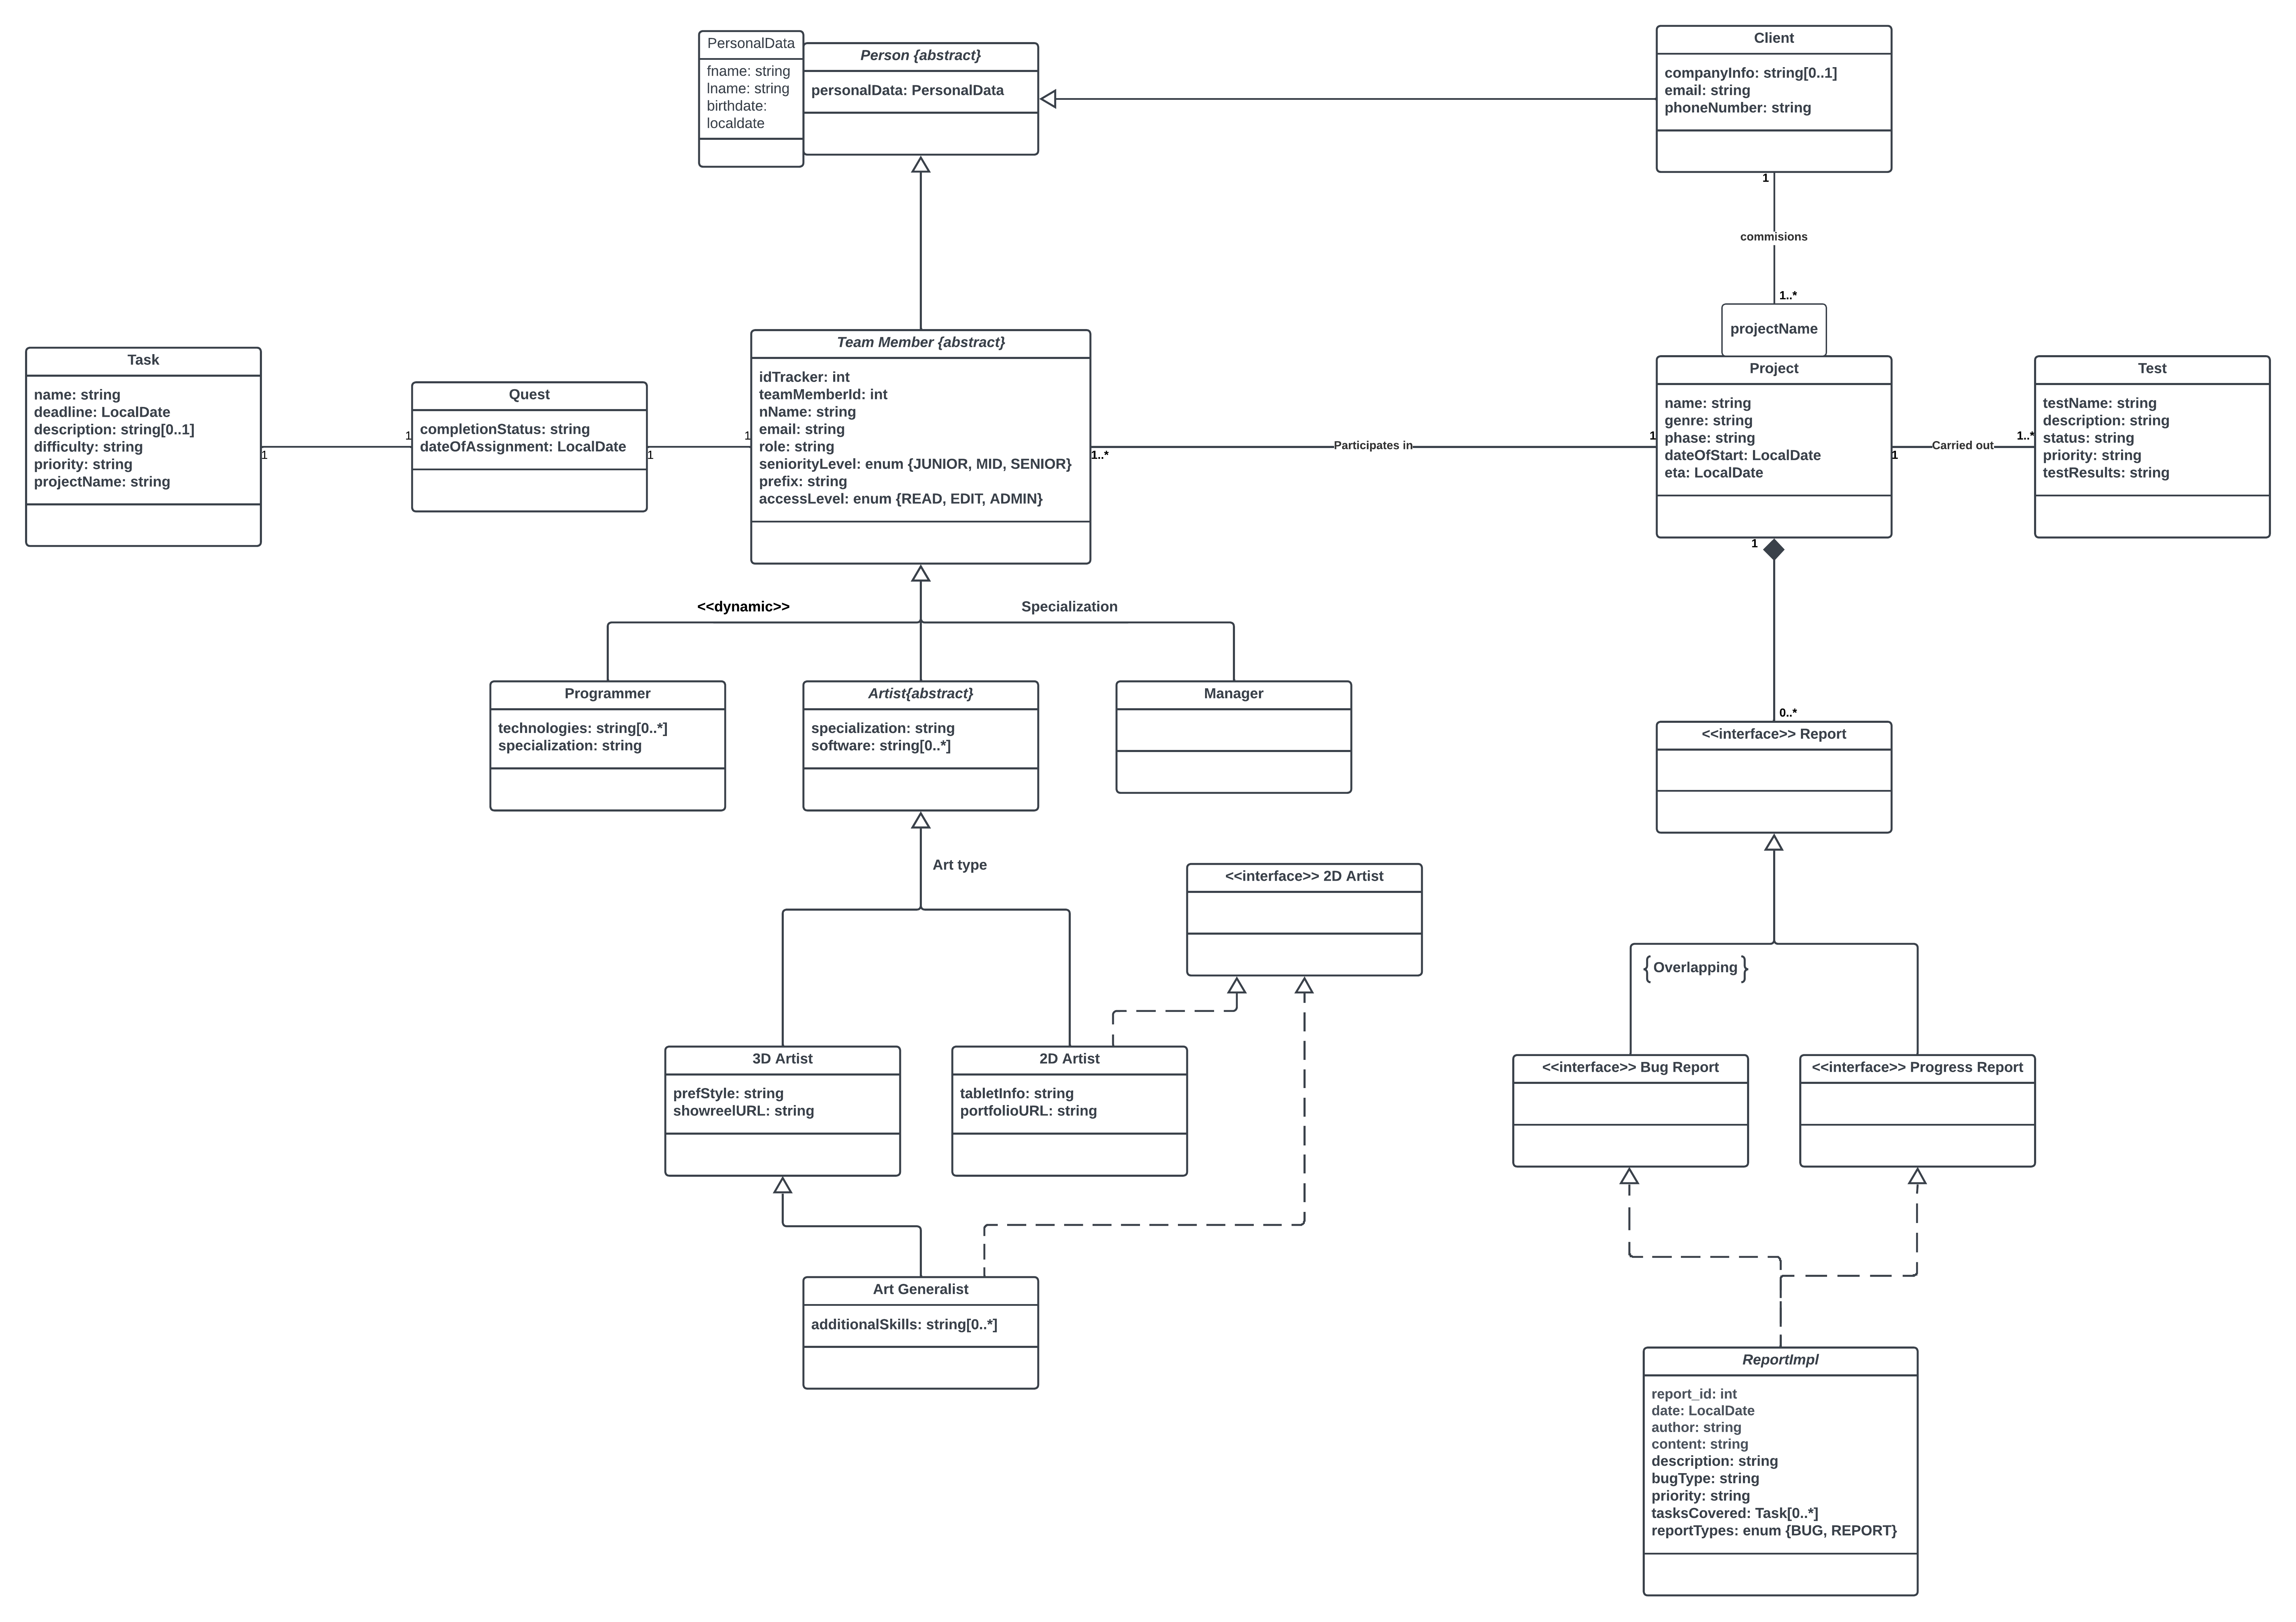 PersonalData
fname: string
lname: string
birthdate:
localdate
Person {abstract}
personalData: PersonalData
Client
companyInfo: string[0..1]
email: string
phoneNumber: string
1
commisions
1..*
projectName
Task
name: string
deadline: LocalDate
description: string[0..1]
difficulty: string
priority: string
projectName: string
1
1
Quest
completionStatus: string
dateOfAssignment: LocalDate
1
1
Team Member {abstract}
idTracker: int
teamMemberId: int
nName: string
email: string
role: string
seniorityLevel: enum {JUNIOR, MID, SENIOR}
prefix: string
accessLevel: enum {READ, EDIT, ADMIN}
1..*
Participates in
1
Project
name: string
genre: string
phase: string
dateOfStart: LocalDate
eta: LocalDate
1
Carried out
1..*
Test
testName: string
description: string
status: string
priority: string
testResults: string
<<dynamic>>
Specialization
Programmer
technologies: string[0..*]
specialization: string
Artist{abstract}
specialization: string
software: string[0..*]
Manager
1
0..*
<<interface>> Report
Art type
<<interface>> 2D Artist
{Overlapping}
3D Artist
prefStyle: string
showreelURL: string
2D Artist
tabletInfo: string
portfolioURL: string
<<interface>> Bug Report
<<interface>> Progress Report
Art Generalist
additionalSkills: string[0..*]
ReportImpl
report_id: int
date: LocalDate
author: string
content: string
description: string
bugType: string
priority: string
tasksCovered: Task[0..*]
reportTypes: enum {BUG, REPORT}